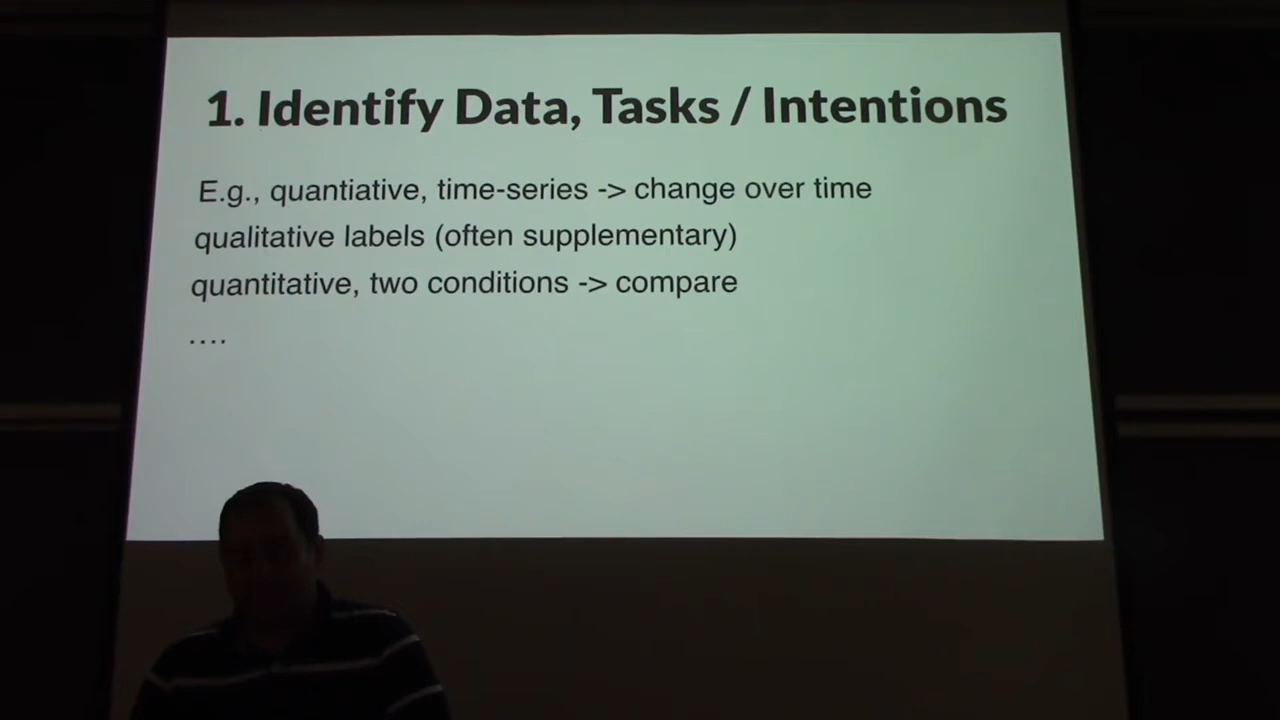 1. Identify Data, Tasks / Intentions
E.g., quantiative, time-series -> change over time
qualitative labels (often supplementary)
quantitative, two conditions -> compare
....